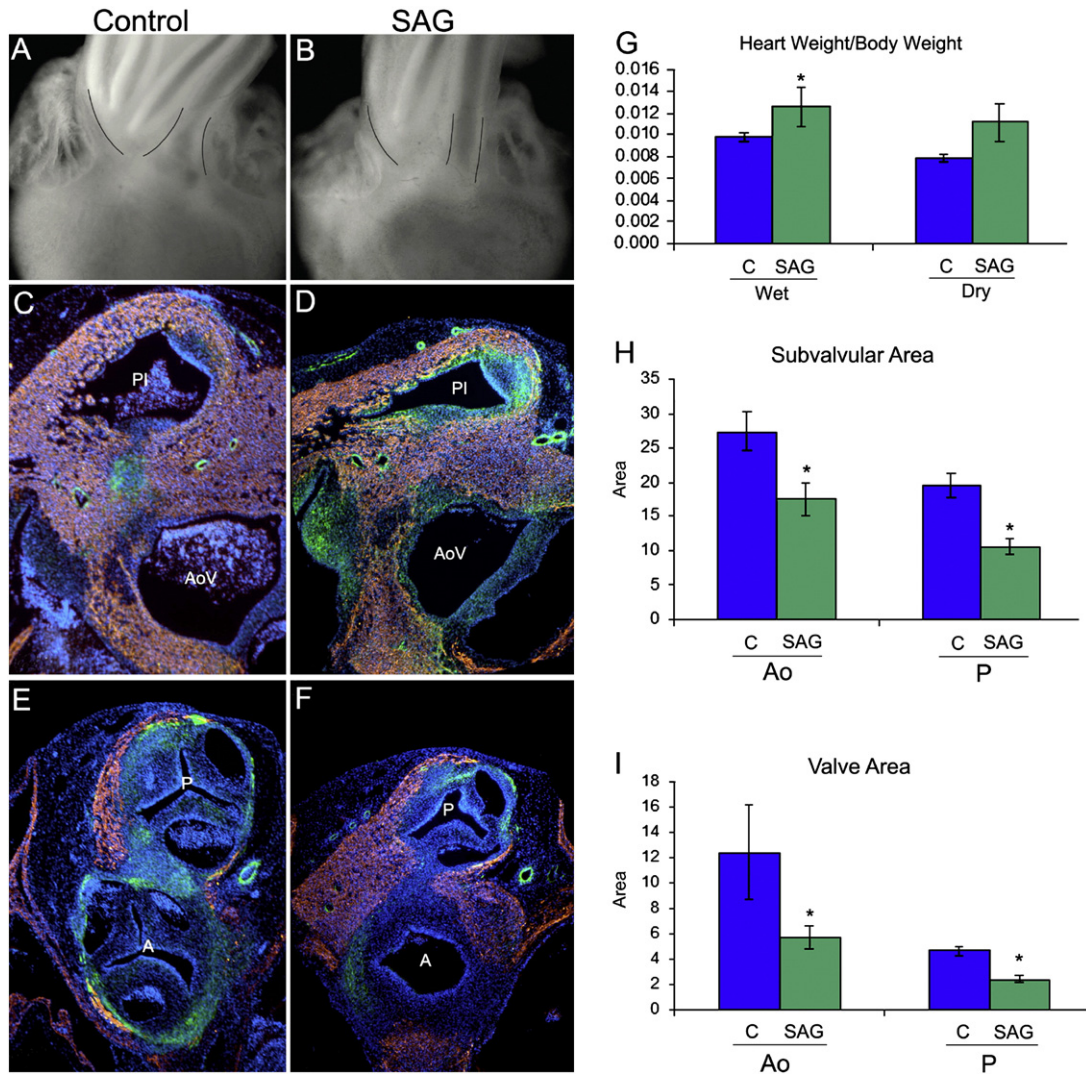 Control
SAG
A
B
C
PI
AoV
D
PI
AoV
E
P
A
F
P
A
G
Heart Weight/Body Weight
*
0.016
0.014
0.012
0.010
0.008
0.006
0.004
0.002
0.000
C SAG
C SAG
Wet
Dry
H
Subvalvular Area
35
30
25
20
15
10
5
0
Area
*
*
C SAG
C SAG
Ao
P
I
Valve Area
18
16
14
12
10
8
6
4
2
0
Area
*
*
C SAG
C SAG
Ao
P